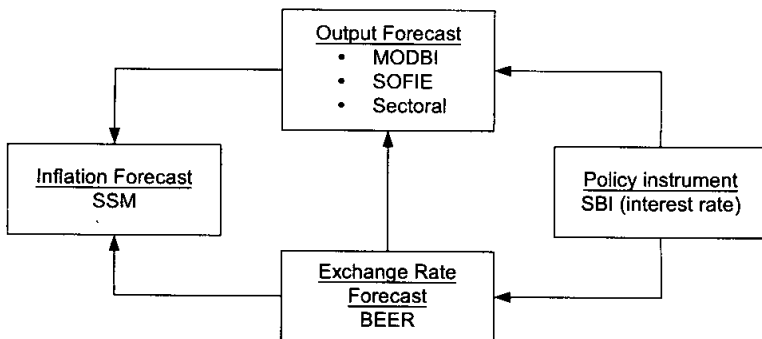 Output Forecast
• MODBI
• SOFIE
• Sectoral
Inflation Forecast
SSM
Policy instrument
SBI (interest rate)
Exchange Rate
Forecast
BEER